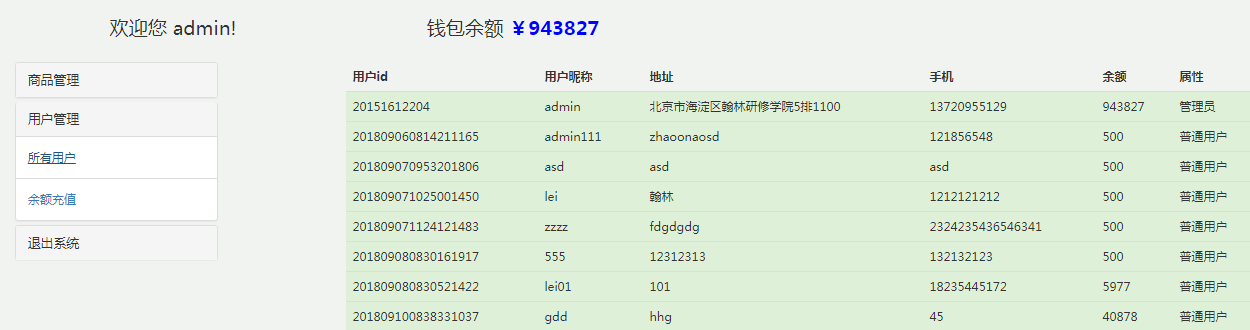 欢迎您 admin! 钱包余额 ￥943827
商品管理
用户管理
所有用户
余额充值
退出系统
用户id 用户昵称 地址 手机 余额 属性
20151612204 admin 北京市海淀区翰林研修学院5排1100 13720955129 943827 管理员
201809060814211165 admin111 zhaoonaosd 121856548 500 普通用户
201809070953201806 asd asd asd 500 普通用户
201809071025001450 lei 翰林 1212121212 500 普通用户
201809071124121483 zzzz fdgdgdg 2324235436546341 500 普通用户
201809080830161917 555 12312313 132132123 500 普通用户
201809080830521422 lei01 101 18235445172 5977 普通用户
201809100838331037 gdd hhg 45 40878 普通用户